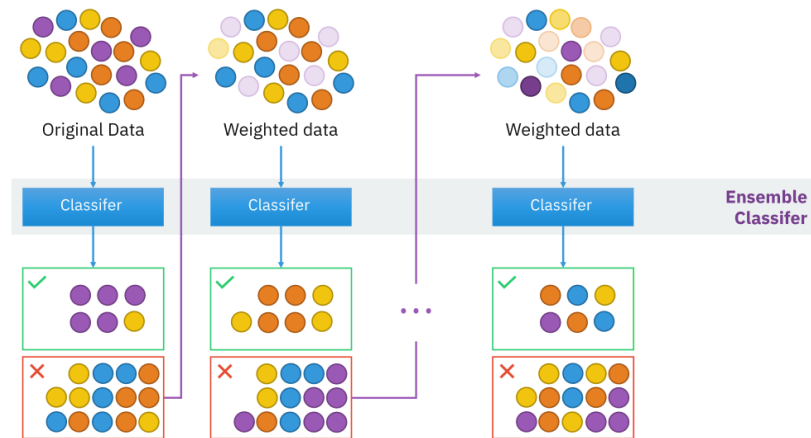 Original Data
Weighted data
Weighted data
Classifer
Classifer
Classifer
Ensemble
Classifer